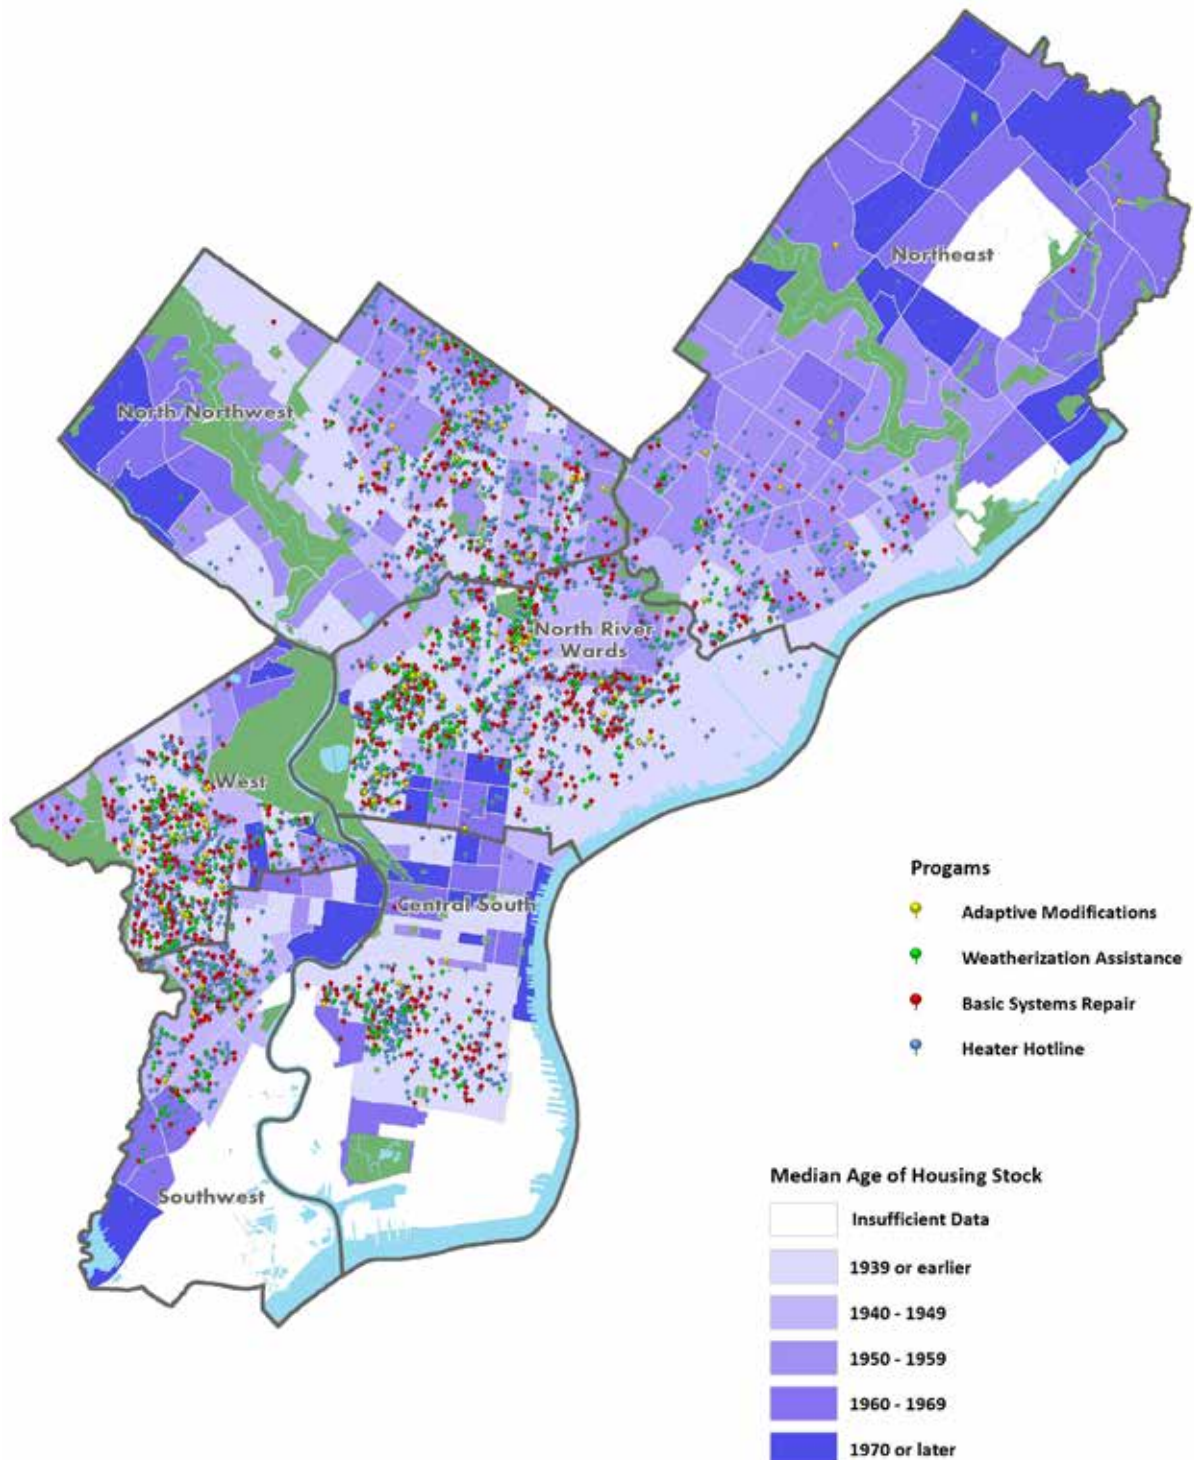 Northeast
North Northwest
North River
Wards
West
Central South
Southwest
Progams
Adaptive Modifications
Weatherization Assistance
Basic Systems Repair
Heater Hotline
Median Age of Housing Stock
Insufficient Data
1939 or earlier
1940 - 1949
1950 - 1959
1960 - 1969
1970 or later